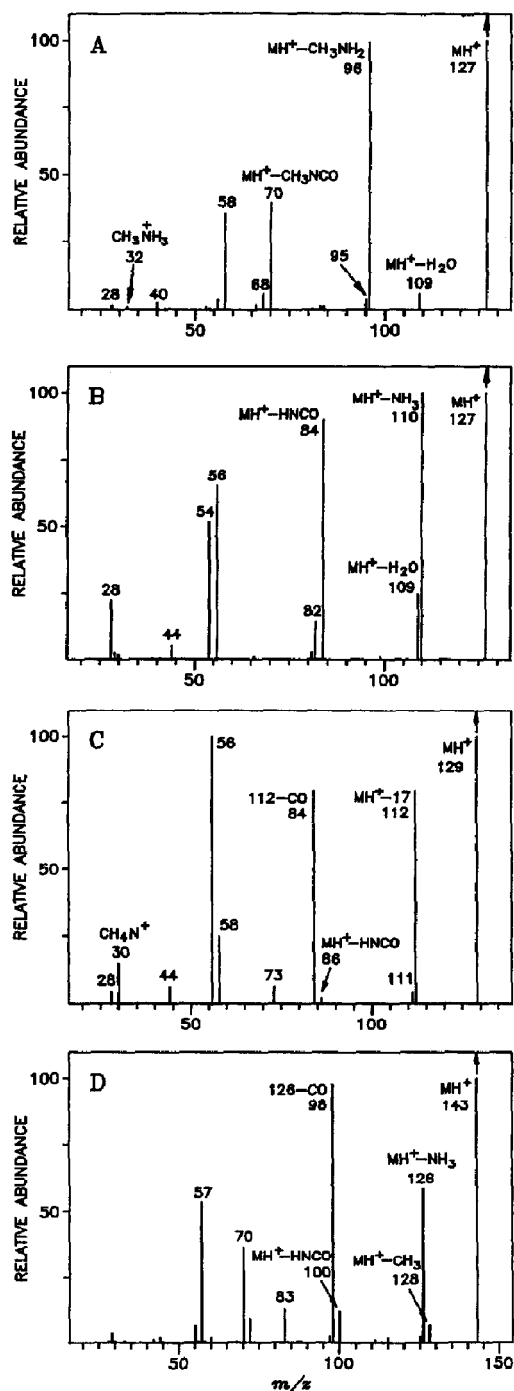 A
100
50
RELATIVE ABUNDANCE
MH⁺—CH₃NH₂
96
MH⁺
127
MH⁺—CH₃NCO
70
58
CH₃N⁺H₃
32
28
40
68
95
MH⁺—H₂O
109
50
100
B
100
50
RELATIVE ABUNDANCE
MH⁺—HNCO
84
MH⁺—NH₃
110
MH⁺
127
56
54
MH⁺—H₂O
109
28
44
82
50
100
C
100
50
RELATIVE ABUNDANCE
56
112—CO
84
MH⁺—17
112
MH⁺
129
CH₄N⁺
30
58
MH⁺—HNCO
86
28
44
73
111
50
100
D
100
50
RELATIVE ABUNDANCE
126—CO
98
MH⁺
143
MH⁺—NH₃
126
57
70
MH⁺—HNCO
100
MH⁺—CH₃
128
83
50
100
150
m/z